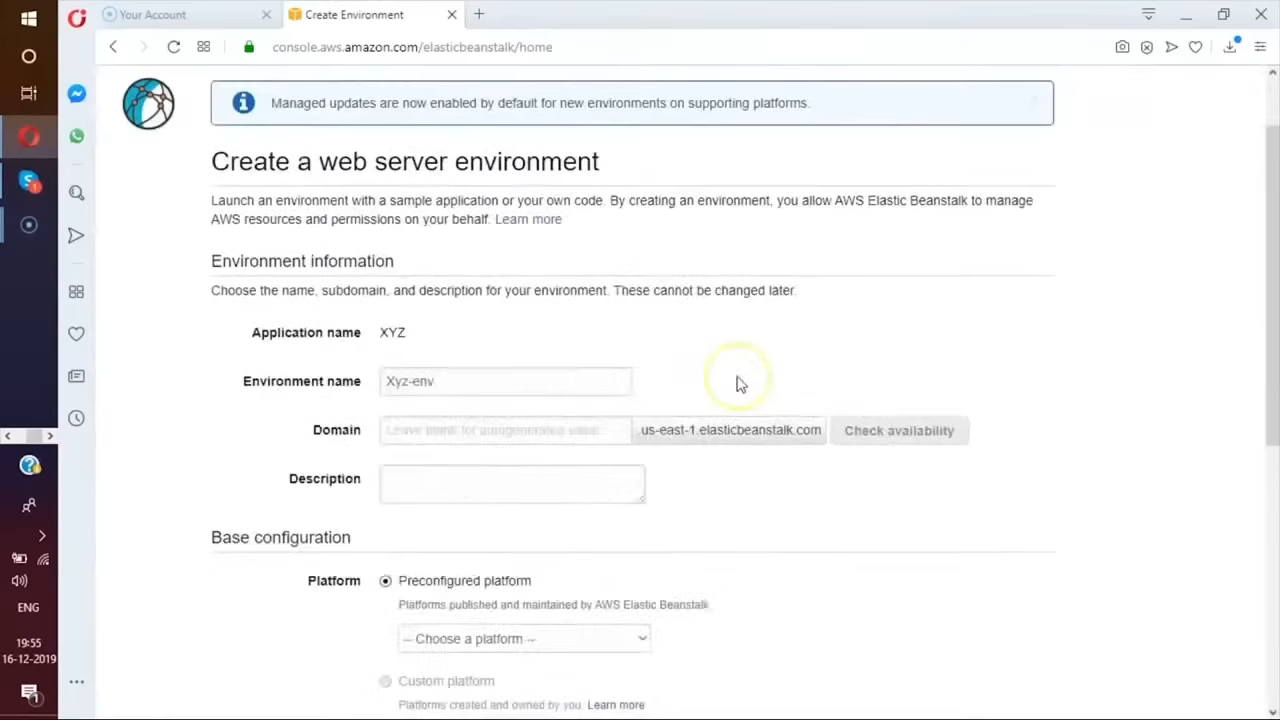 Your Account
Create Environment
console.aws.amazon.com/elasticbeanstalk/home
Managed updates are now enabled by default for new environments on supporting platforms.
Create a web server environment
Launch an environment with a sample application or your own code. By creating an environment, you allow AWS Elastic Beanstalk to manage
AWS resources and permissions on your behalf. Learn more
Environment information
Choose the name, subdomain, and description for your environment. These cannot be changed later.
Application name XYZ
Environment name Xyz-env
Domain Leave blank for autogenerated value .us-east-1.elasticbeanstalk.com Check availability
Description
Base configuration
Platform Preconfigured platform
Platforms published and maintained by AWS Elastic Beanstalk.
-- Choose a platform --
Custom platform
Platforms created and owned by you. Learn more
ENG
19:55
16-12-2019
1